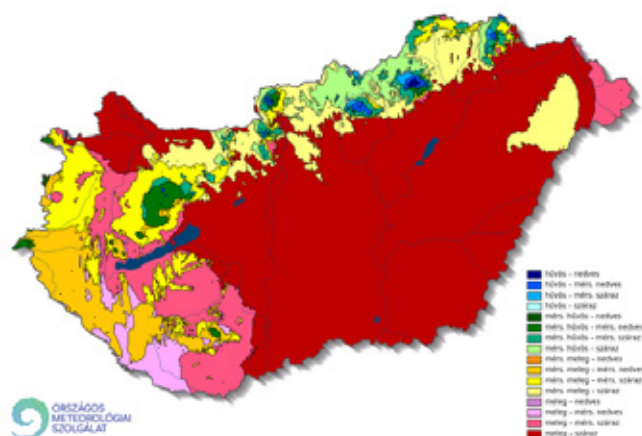 hűvös - nedves
hűvös - mérs. nedves
hűvös - mérs. száraz
hűvös - száraz
mérs. hűvös - nedves
mérs. hűvös - mérs. nedves
mérs. hűvös - mérs. száraz
mérs. hűvös - száraz
mérs. meleg - nedves
mérs. meleg - mérs. nedves
mérs. meleg - mérs. száraz
mérs. meleg - száraz
meleg - nedves
meleg - mérs. nedves
meleg - mérs. száraz
meleg - száraz
ORSZÁGOS
METEOROLÓGIAI
SZOLGÁLAT